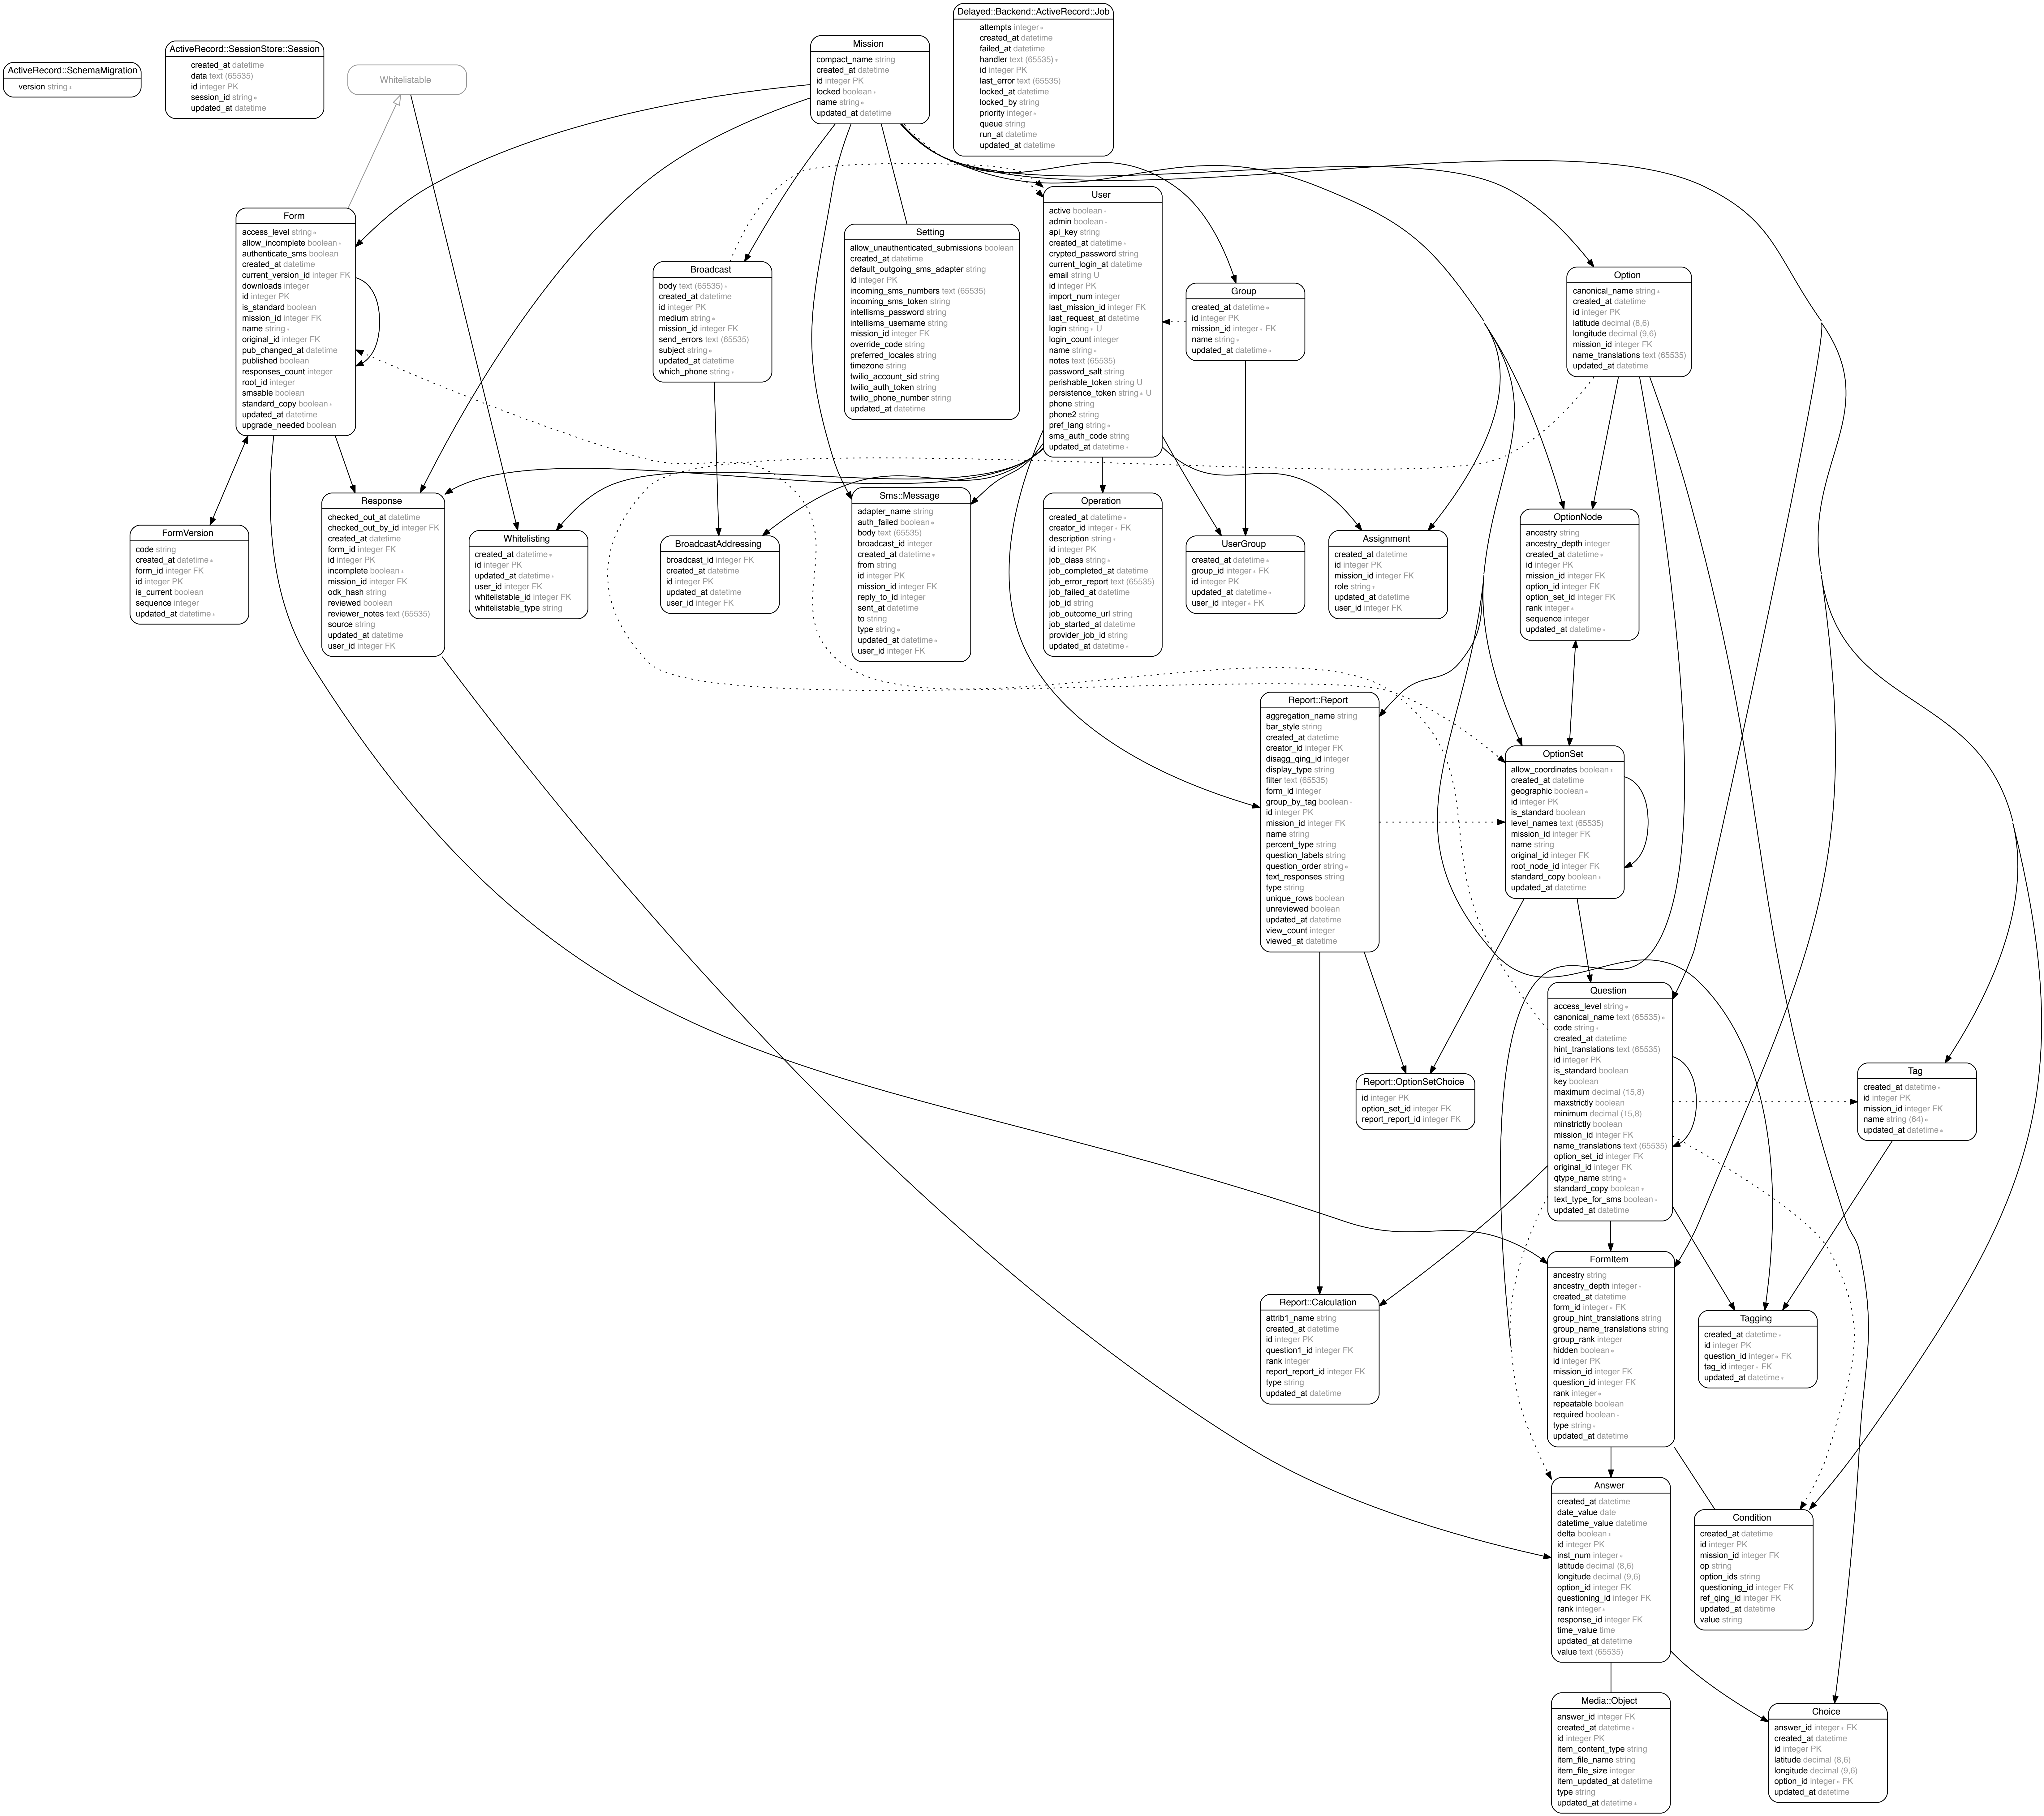 ActiveRecord::SchemaMigration
version string ∗
ActiveRecord::SessionStore::Session
created_at datetime
data text (65535)
id integer PK
session_id string ∗
updated_at datetime
Whitelistable
Mission
compact_name string
created_at datetime
id integer PK
locked boolean ∗
name string ∗
updated_at datetime
Delayed::Backend::ActiveRecord::Job
attempts integer ∗
created_at datetime
failed_at datetime
handler text (65535) ∗
id integer PK
last_error text (65535)
locked_at datetime
locked_by string
priority integer ∗
queue string
run_at datetime
updated_at datetime
Form
access_level string ∗
allow_incomplete boolean ∗
authenticate_sms boolean
created_at datetime
current_version_id integer FK
downloads integer
id integer PK
is_standard boolean
mission_id integer FK
name string ∗
original_id integer FK
pub_changed_at datetime
published boolean
responses_count integer
root_id integer
smsable boolean
standard_copy boolean ∗
updated_at datetime
upgrade_needed boolean
Broadcast
body text (65535) ∗
created_at datetime
id integer PK
medium string ∗
mission_id integer FK
send_errors text (65535)
subject string ∗
updated_at datetime
which_phone string ∗
Setting
allow_unauthenticated_submissions boolean
created_at datetime
default_outgoing_sms_adapter string
id integer PK
incoming_sms_numbers text (65535)
incoming_sms_token string
intellisms_password string
intellisms_username string
mission_id integer FK
override_code string
preferred_locales string
timezone string
twilio_account_sid string
twilio_auth_token string
twilio_phone_number string
updated_at datetime
User
active boolean ∗
admin boolean ∗
api_key string
created_at datetime ∗
crypted_password string
current_login_at datetime
email string U
id integer PK
import_num integer
last_mission_id integer FK
last_request_at datetime
login string ∗ U
login_count integer
name string ∗
notes text (65535)
password_salt string
perishable_token string U
persistence_token string ∗ U
phone string
phone2 string
pref_lang string ∗
sms_auth_code string
updated_at datetime ∗
Group
created_at datetime ∗
id integer PK
mission_id integer ∗ FK
name string ∗
updated_at datetime ∗
Option
canonical_name string ∗
created_at datetime
id integer PK
latitude decimal (8,6)
longitude decimal (9,6)
mission_id integer FK
name_translations text (65535)
updated_at datetime
FormVersion
code string
created_at datetime ∗
form_id integer FK
id integer PK
is_current boolean
sequence integer
updated_at datetime ∗
Response
checked_out_at datetime
checked_out_by_id integer FK
created_at datetime
form_id integer FK
id integer PK
incomplete boolean ∗
mission_id integer FK
odk_hash string
reviewed boolean
reviewer_notes text (65535)
source string
updated_at datetime
user_id integer FK
Whitelisting
created_at datetime ∗
id integer PK
updated_at datetime ∗
user_id integer FK
whitelistable_id integer FK
whitelistable_type string
BroadcastAddressing
broadcast_id integer FK
created_at datetime
id integer PK
updated_at datetime
user_id integer FK
Sms::Message
adapter_name string
auth_failed boolean ∗
body text (65535)
broadcast_id integer
created_at datetime ∗
from string
id integer PK
mission_id integer FK
reply_to_id integer
sent_at datetime
to string
type string ∗
updated_at datetime ∗
user_id integer FK
Operation
created_at datetime ∗
creator_id integer ∗ FK
description string ∗
id integer PK
job_class string ∗
job_completed_at datetime
job_error_report text (65535)
job_failed_at datetime
job_id string
job_outcome_url string
job_started_at datetime
provider_job_id string
updated_at datetime ∗
UserGroup
created_at datetime ∗
group_id integer ∗ FK
id integer PK
updated_at datetime ∗
user_id integer ∗ FK
Assignment
created_at datetime
id integer PK
mission_id integer FK
role string ∗
updated_at datetime
user_id integer FK
OptionNode
ancestry string
ancestry_depth integer
created_at datetime ∗
id integer PK
mission_id integer FK
option_id integer FK
option_set_id integer FK
rank integer ∗
sequence integer
updated_at datetime ∗
Report::Report
aggregation_name string
bar_style string
created_at datetime
creator_id integer FK
disagg_qing_id integer
display_type string
filter text (65535)
form_id integer
group_by_tag boolean ∗
id integer PK
mission_id integer FK
name string
percent_type string
question_labels string
question_order string ∗
text_responses string
type string
unique_rows boolean
unreviewed boolean
updated_at datetime
view_count integer
viewed_at datetime
OptionSet
allow_coordinates boolean ∗
created_at datetime
geographic boolean ∗
id integer PK
is_standard boolean
level_names text (65535)
mission_id integer FK
name string
original_id integer FK
root_node_id integer FK
standard_copy boolean ∗
updated_at datetime
Question
access_level string ∗
canonical_name text (65535) ∗
code string ∗
created_at datetime
hint_translations text (65535)
id integer PK
is_standard boolean
key boolean
maximum decimal (15,8)
maxstrictly boolean
minimum decimal (15,8)
minstrictly boolean
mission_id integer FK
name_translations text (65535)
option_set_id integer FK
original_id integer FK
qtype_name string ∗
standard_copy boolean ∗
text_type_for_sms boolean ∗
updated_at datetime
Report::OptionSetChoice
id integer PK
option_set_id integer FK
report_report_id integer FK
Tag
created_at datetime ∗
id integer PK
mission_id integer FK
name string (64) ∗
updated_at datetime ∗
FormItem
ancestry string
ancestry_depth integer ∗
created_at datetime
form_id integer ∗ FK
group_hint_translations string
group_name_translations string
group_rank integer
hidden boolean ∗
id integer PK
mission_id integer FK
question_id integer FK
rank integer ∗
repeatable boolean
required boolean ∗
type string ∗
updated_at datetime
Report::Calculation
attrib1_name string
created_at datetime
id integer PK
question1_id integer FK
rank integer
report_report_id integer FK
type string
updated_at datetime
Tagging
created_at datetime ∗
id integer PK
question_id integer ∗ FK
tag_id integer ∗ FK
updated_at datetime ∗
Answer
created_at datetime
date_value date
datetime_value datetime
delta boolean ∗
id integer PK
inst_num integer ∗
latitude decimal (8,6)
longitude decimal (9,6)
option_id integer FK
questioning_id integer FK
rank integer ∗
response_id integer FK
time_value time
updated_at datetime
value text (65535)
Condition
created_at datetime
id integer PK
mission_id integer FK
op string
option_ids string
questioning_id integer FK
ref_qing_id integer FK
updated_at datetime
value string
Media::Object
answer_id integer FK
created_at datetime ∗
id integer PK
item_content_type string
item_file_name string
item_file_size integer
item_updated_at datetime
type string
updated_at datetime ∗
Choice
answer_id integer ∗ FK
created_at datetime
id integer PK
latitude decimal (8,6)
longitude decimal (9,6)
option_id integer ∗ FK
updated_at datetime